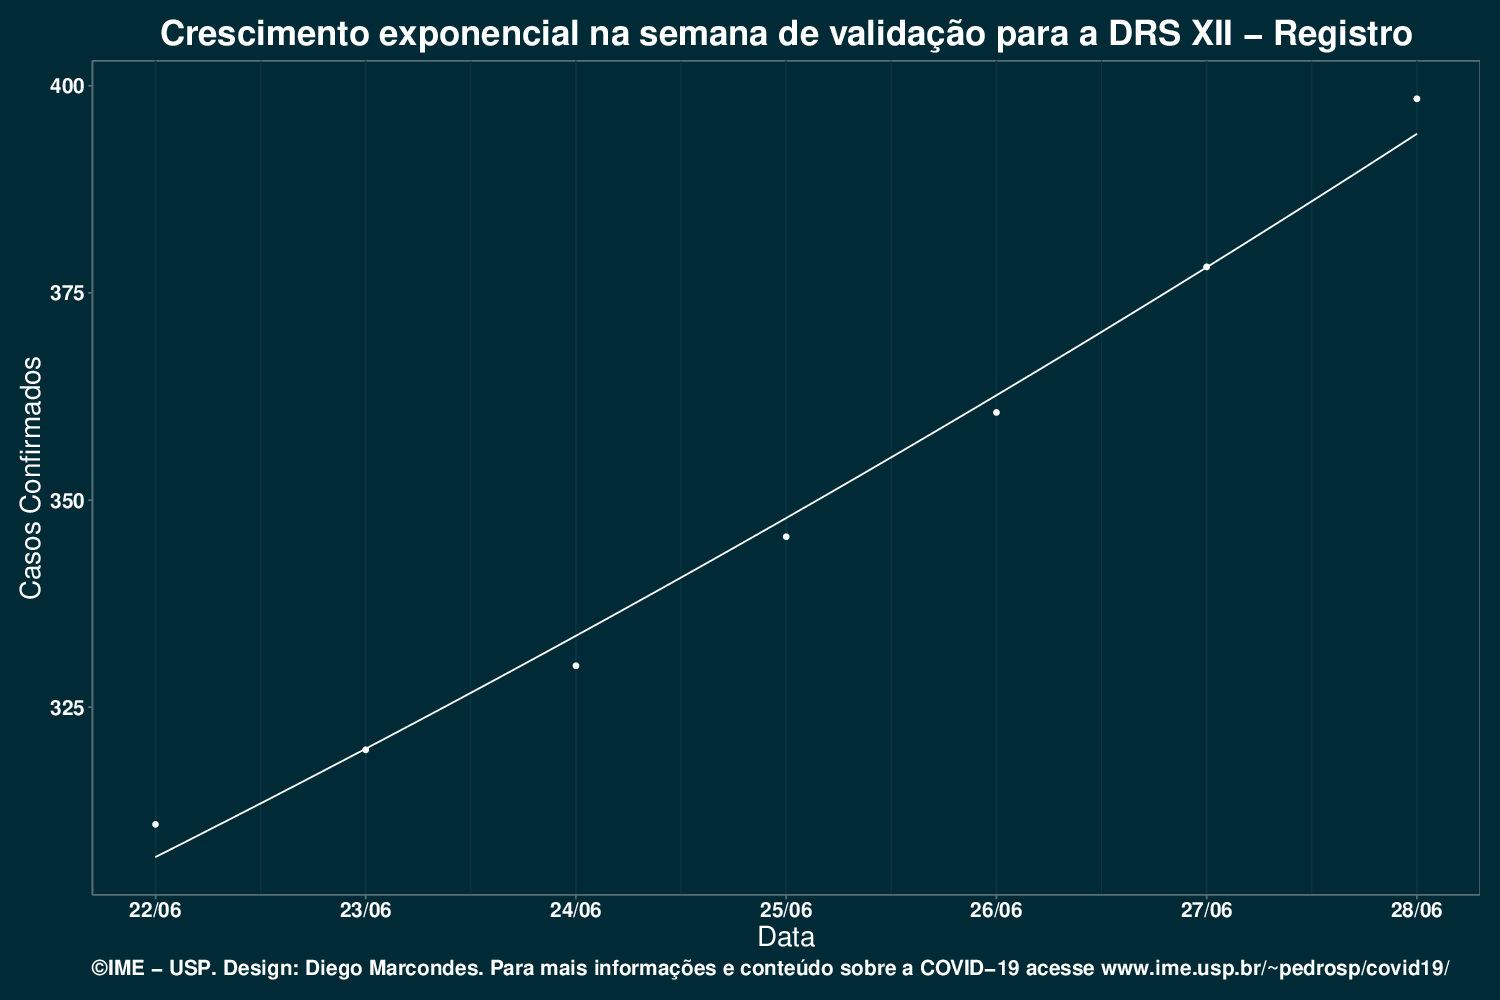 Crescimento exponencial na semana de validação para a DRS XII – Registro
400
375
350
325
Casos Confirmados
22/06 23/06 24/06 25/06 26/06 27/06 28/06
Data
©IME – USP. Design: Diego Marcondes. Para mais informações e conteúdo sobre a COVID–19 acesse www.ime.usp.br/~pedrosp/covid19/